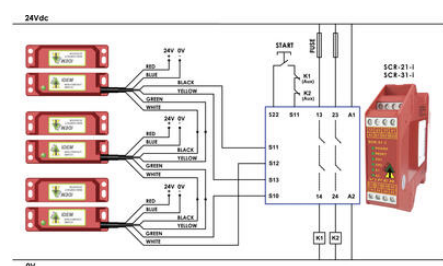 24Vdc
24V 0V
RED
BLUE
BLACK
YELLOW
GREEN
WHITE
START
FUSE
K1
(Aux)
K2
(Aux)
SCR-21-i
SCR-31-i
IDEM
24V 0V
RED
BLUE
BLACK
YELLOW
GREEN
WHITE
S22 S11 13 23 A1
S11
S12
S13
S10
14 24 A2
IDEM
24V 0V
RED
BLUE
BLACK
YELLOW
GREEN
WHITE
IDEM
K1 K2
0V